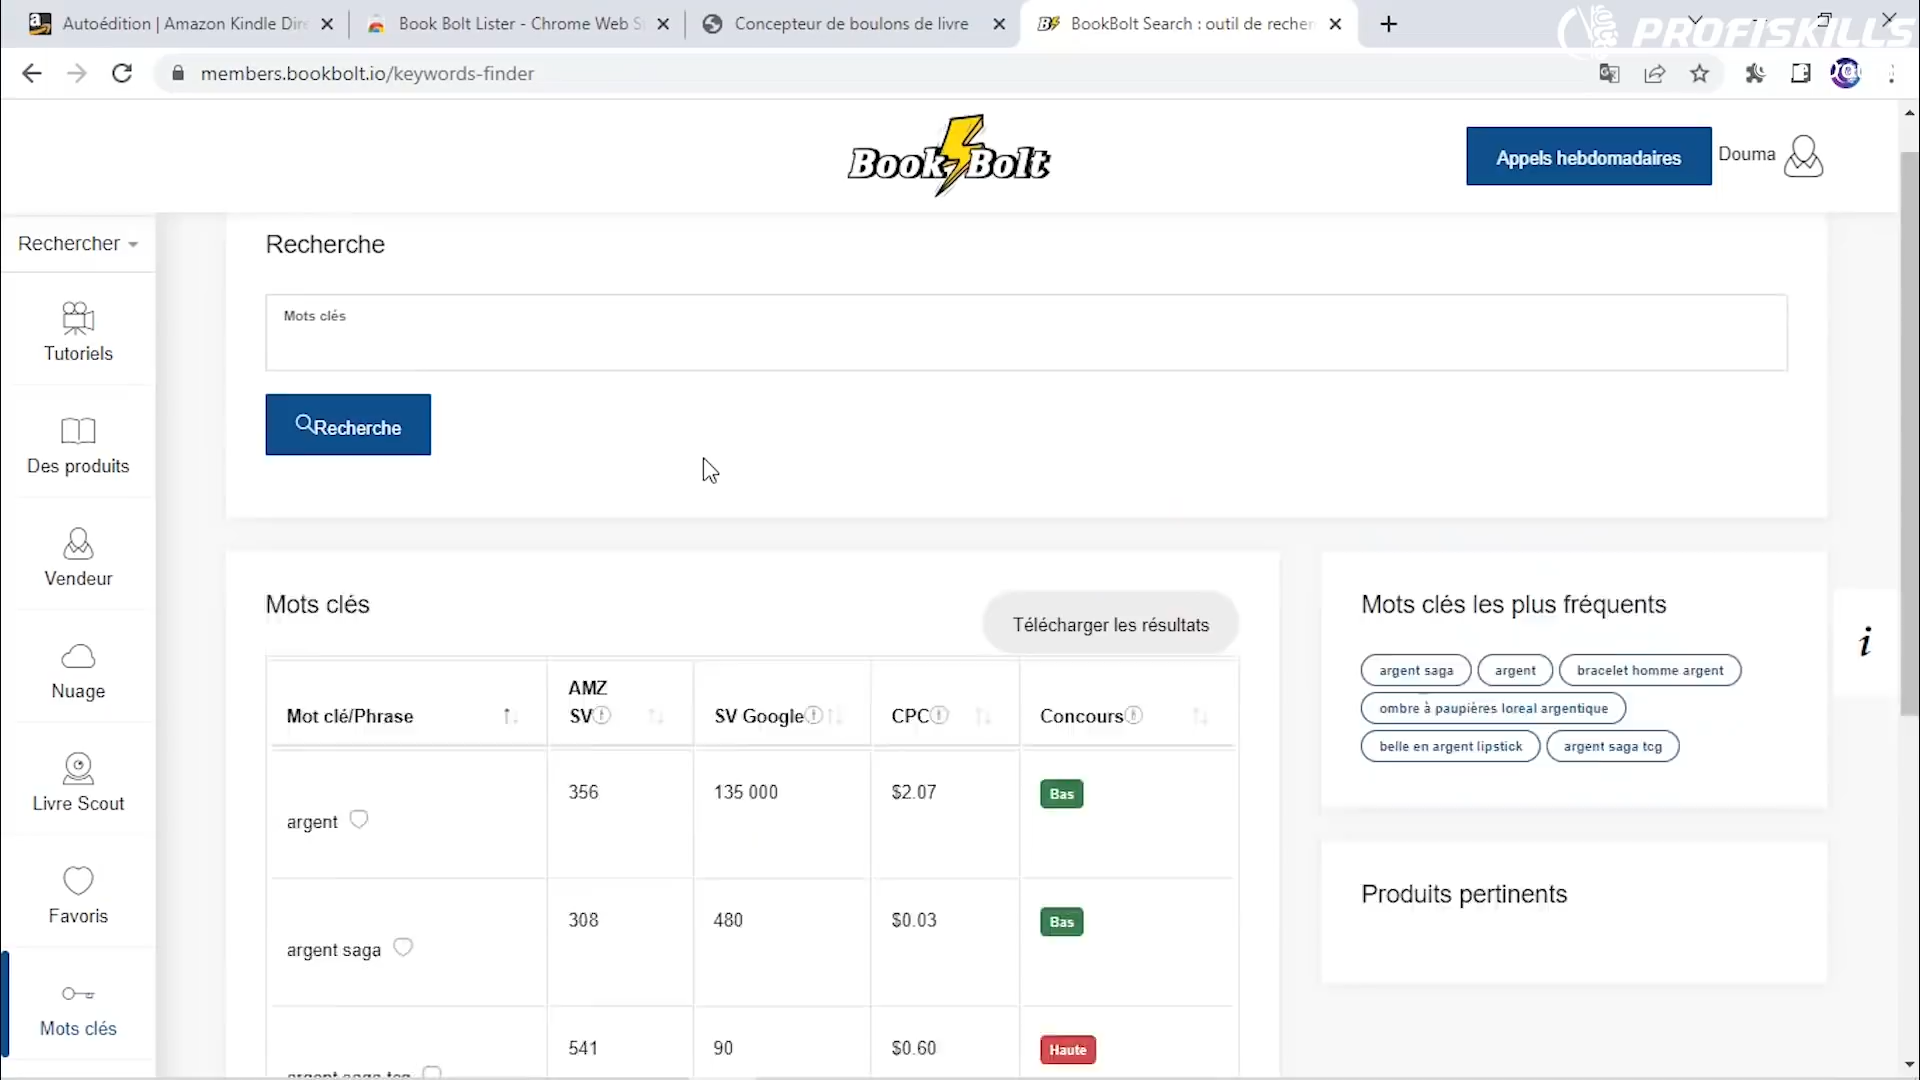 Autoédition | Amazon Kindle Dire
Book Bolt Lister - Chrome Web S
Concepteur de boulons de livre
BookBolt Search : outil de recher
PROFISKILLS
members.bookbolt.io/keywords-finder
Book Bolt
Appels hebdomadaires
Douma
Rechercher
Tutoriels
Des produits
Vendeur
Nuage
Livre Scout
Favoris
Mots clés
Recherche
Mots clés
Recherche
Mots clés
Télécharger les résultats
Mot clé/Phrase
AMZ
SV
SV Google
CPC
Concours
argent
356
135 000
$2.07
Bas
argent saga
308
480
$0.03
Bas
argent saga tcg
541
90
$0.60
Haute
Mots clés les plus fréquents
argent saga
argent
bracelet homme argent
ombre à paupières loreal argentique
belle en argent lipstick
argent saga tcg
Produits pertinents
i